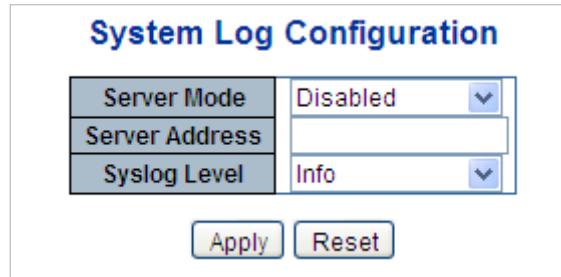 System Log Configuration
Server Mode Disabled
Server Address
Syslog Level Info
Apply Reset